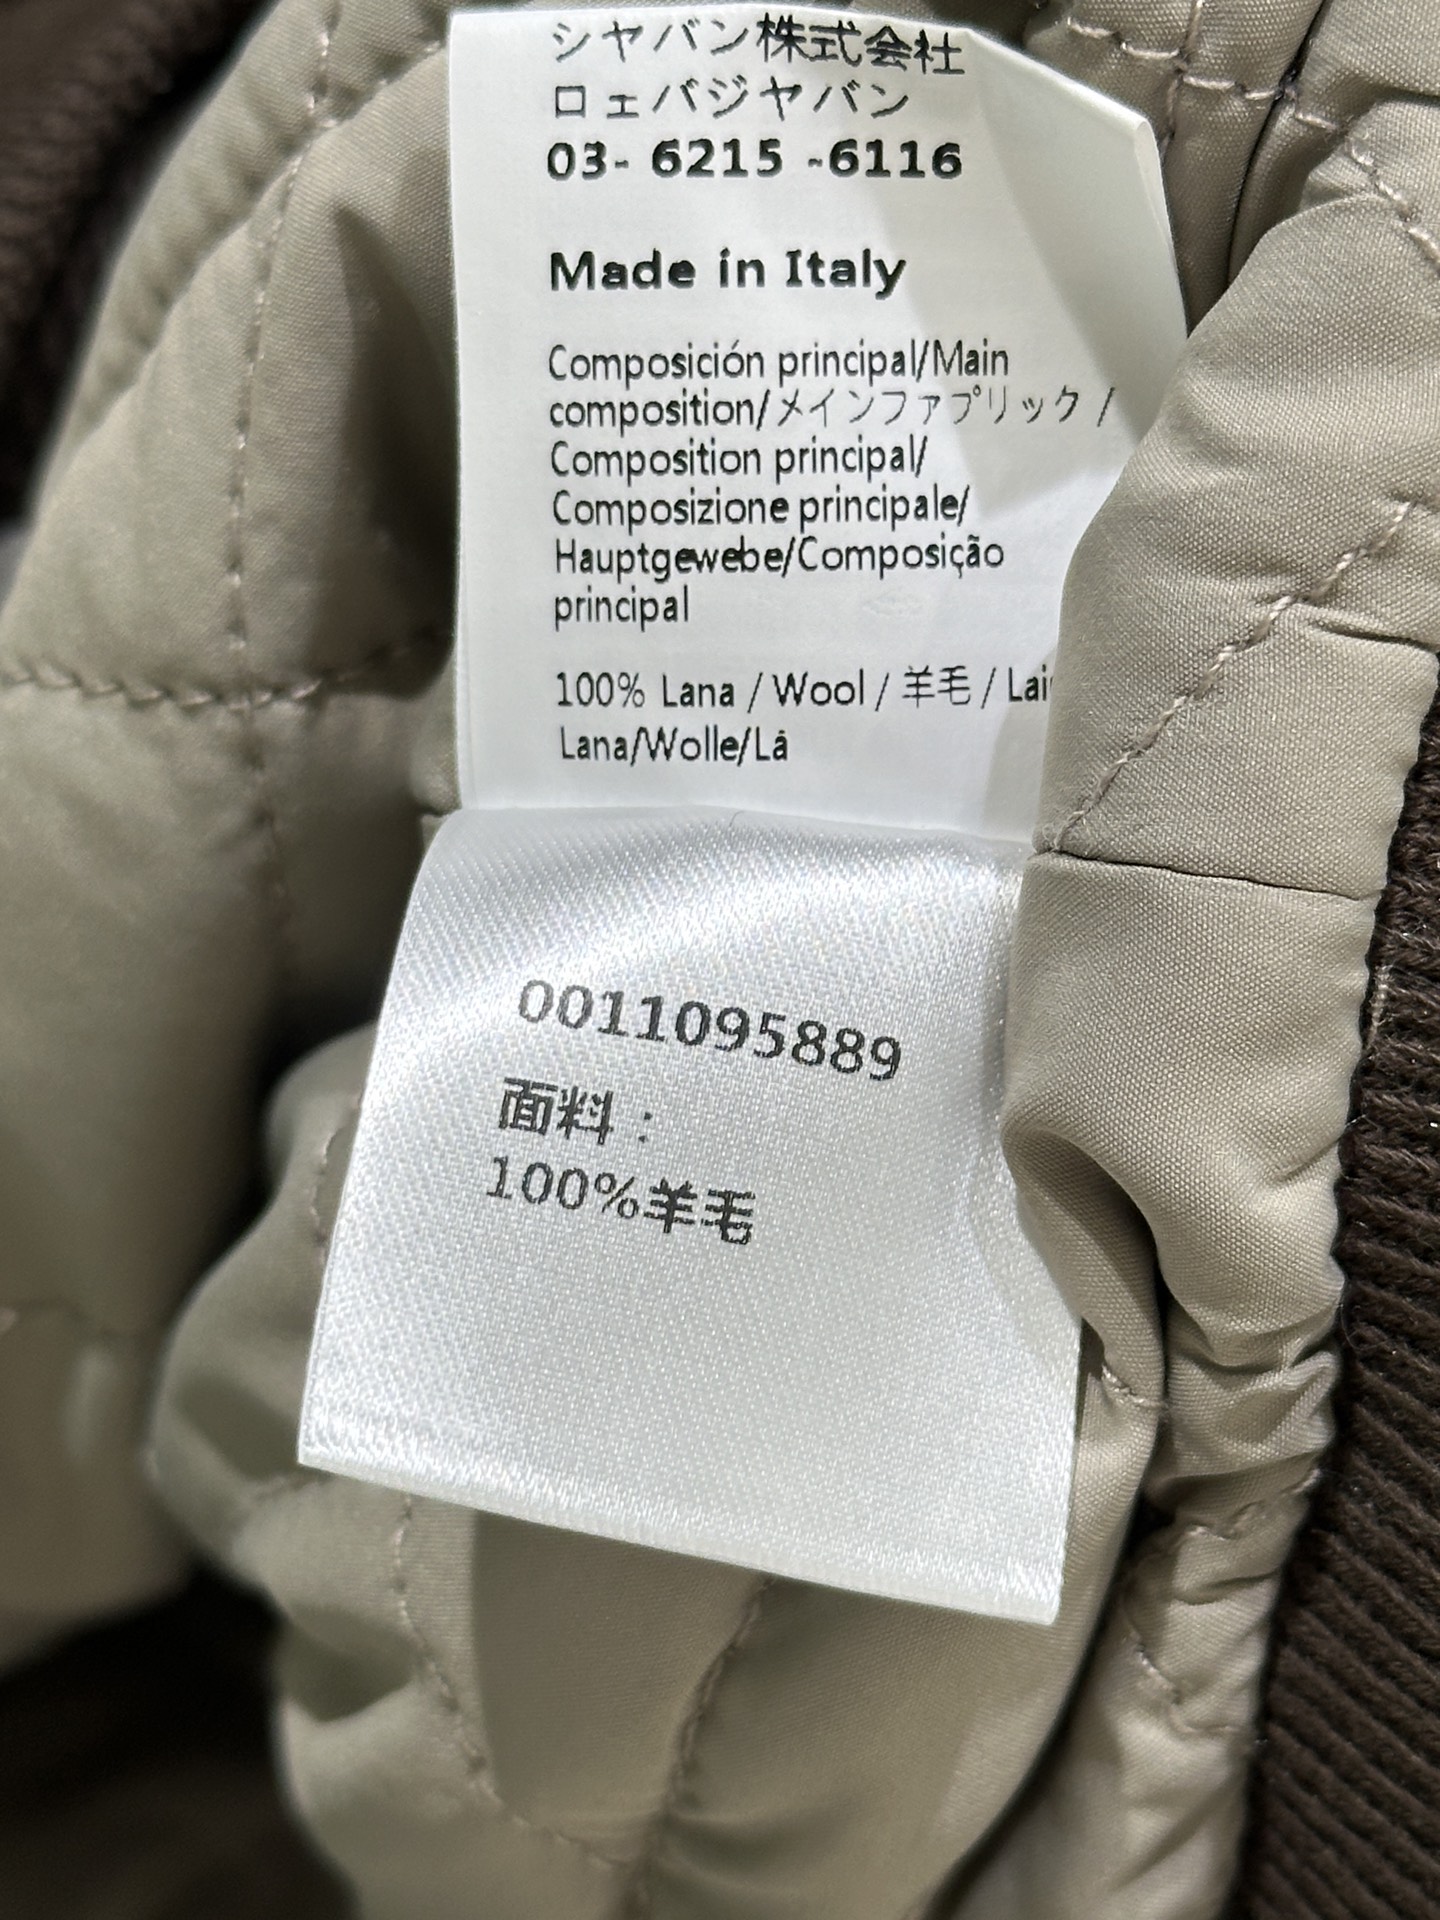 シヤバン株式会社
ロェバジヤバン
03- 6215 -6116
Made in Italy
Composición principal/Main
composition/メインファプリック /
Composition principal/
Composizione principale/
Hauptgewebe/Composição
principal
100% Lana / Wool / 羊毛 / Lai
Lana/Wolle/Lã
0011095889
面料：
100%羊毛